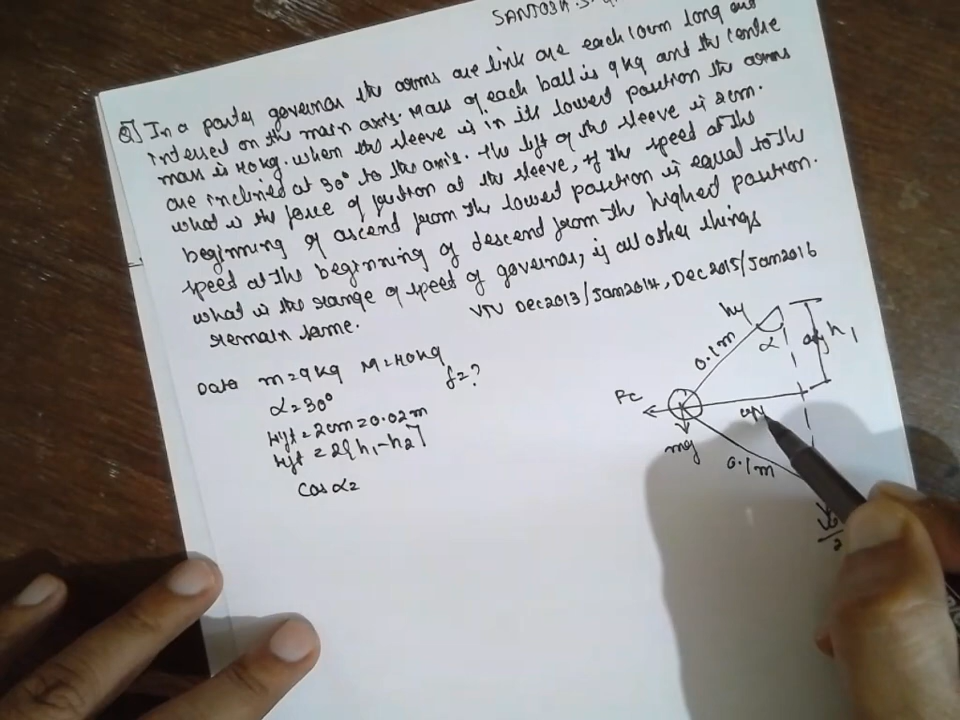 SANTOSH.S
Q] In a porter governor the arms are link are each 10cm long and
intersed on the main axis. Mass of each ball is 9kg and the centre
mass is 40kg. when the sleeve is in its lowest position the arms
are inclined at 30° to the axis. the lift of the sleeve is 2cm.
what is the force of friction at the sleeve, if the speed at the
beginning of ascend from the lowest position is equal to the
speed at the beginning of descend from the highest position.
what is the range of speed of governor, if all other things
remain same.
VTU Dec2013/Jan2014, Dec2015/Jan2016
Data m=9kg M=40kg
α=30° f=?
lift = 2cm=0.02m
lift = 2[h1-h2]
Cos α=
hy
0.1m
α
adj h1
Fc
opp
mg
0.1m
2